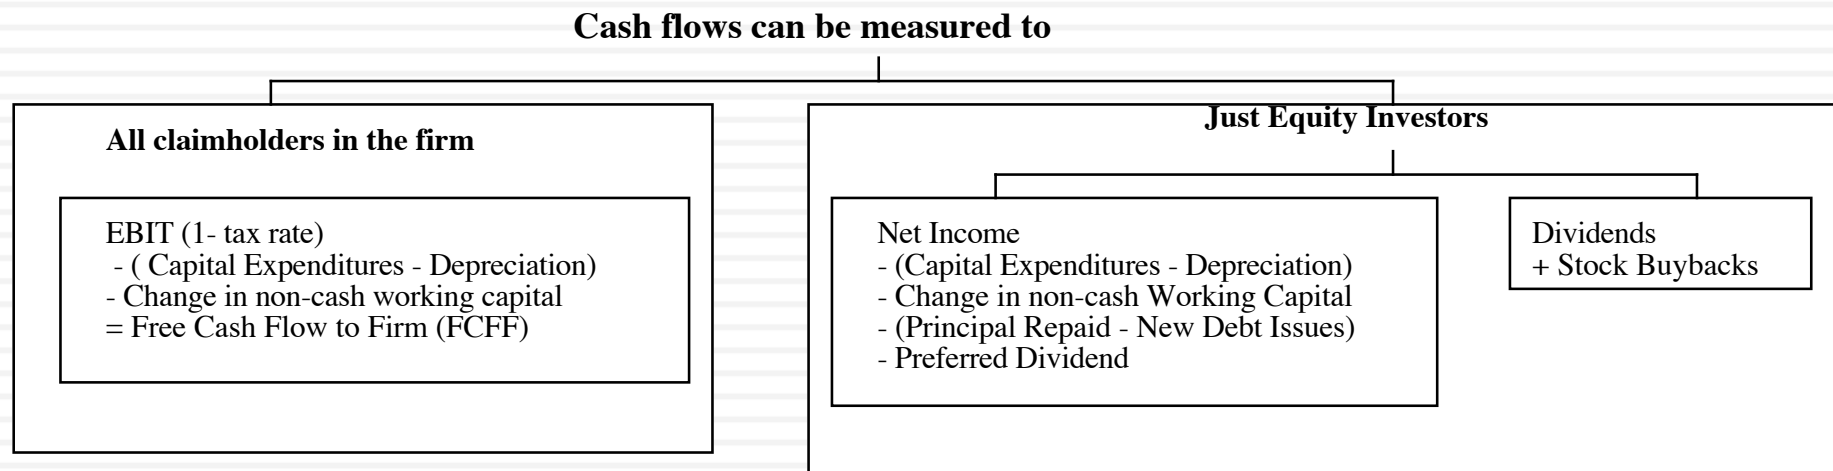 Cash flows can be measured to
All claimholders in the firm
EBIT (1- tax rate)
- ( Capital Expenditures - Depreciation)
- Change in non-cash working capital
= Free Cash Flow to Firm (FCFF)
Just Equity Investors
Net Income
- (Capital Expenditures - Depreciation)
- Change in non-cash Working Capital
- (Principal Repaid - New Debt Issues)
- Preferred Dividend
Dividends
+ Stock Buybacks